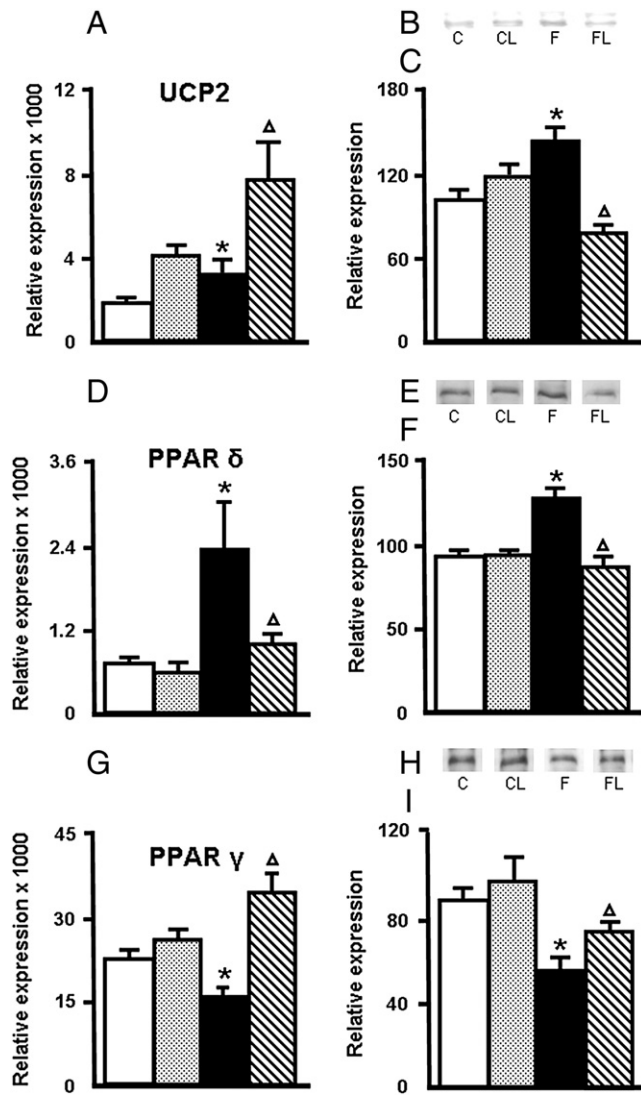 A
UCP2
Relative expression x 1000
12
8
4
0
*
Δ
B
C CL F FL
C
Relative expression
180
120
60
0
*
Δ
D
PPAR δ
Relative expression x 1000
3.6
2.4
1.2
0
*
Δ
E
C CL F FL
F
Relative expression
150
100
50
0
*
Δ
G
PPAR γ
Relative expression x 1000
45
30
15
0
*
Δ
H
C CL F FL
I
Relative expression
120
80
40
0
*
Δ